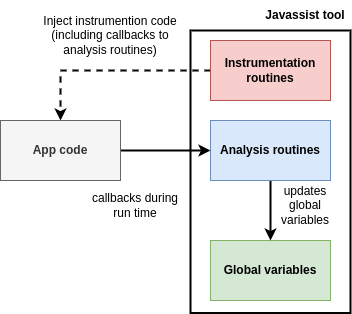 Javassist tool
Inject instrumention code
(including callbacks to
analysis routines)
Instrumentation
routines
App code
Analysis routines
callbacks during
run time
updates
global
variables
Global variables